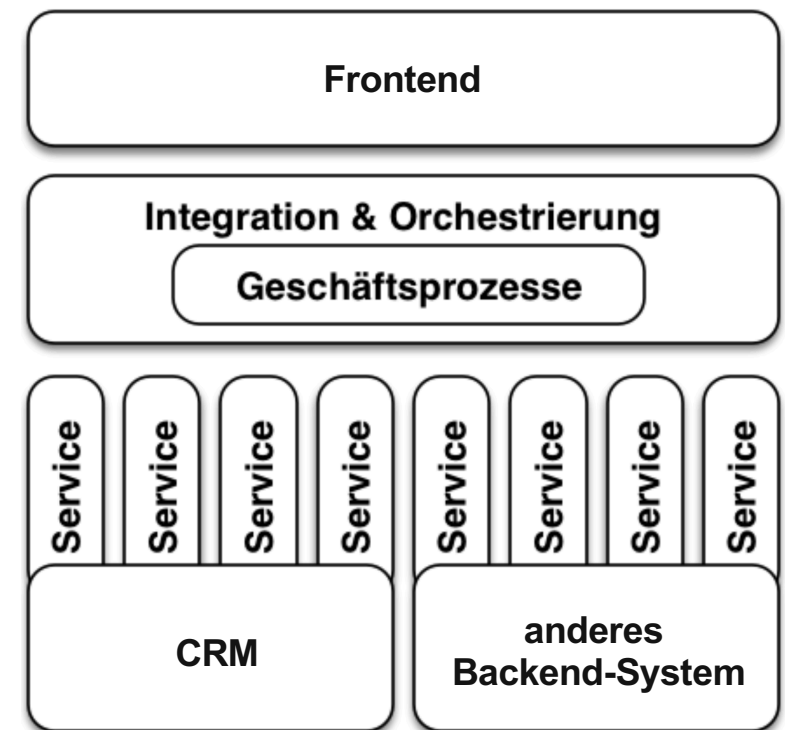 Frontend
Integration & Orchestrierung
Geschäftsprozesse
Service
Service
Service
Service
Service
Service
Service
Service
CRM
anderes
Backend-System